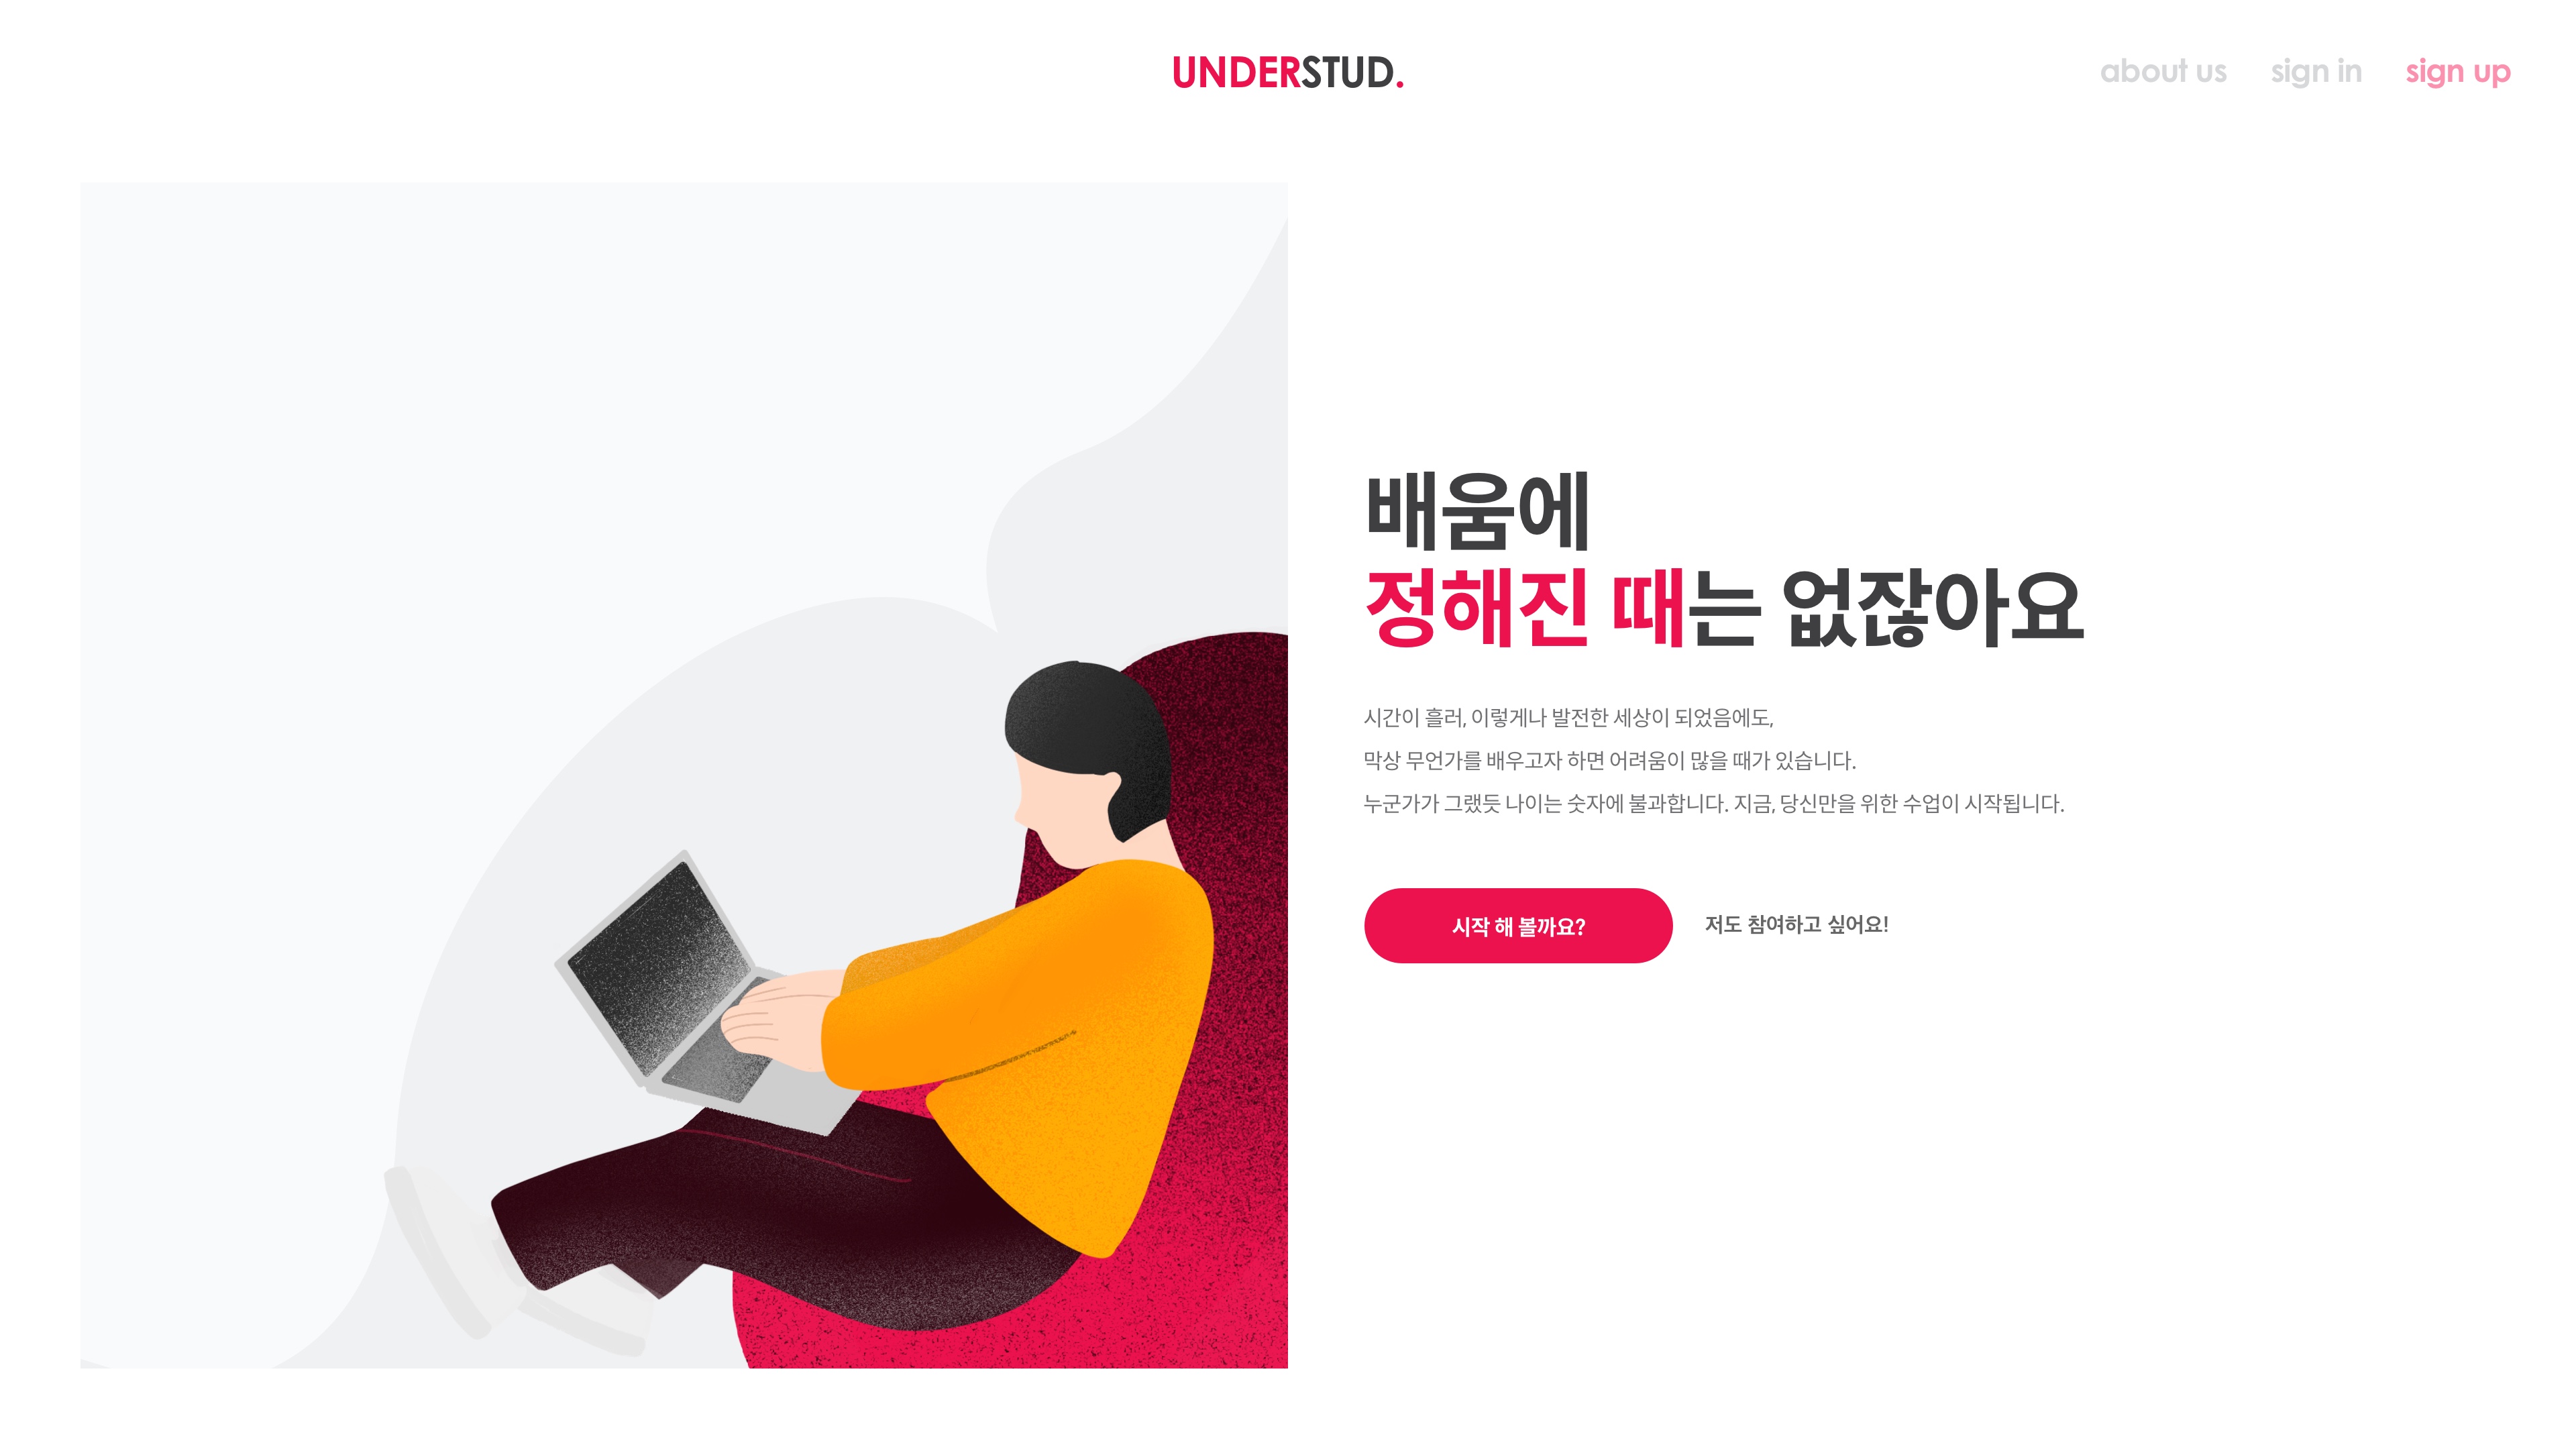 UNDERSTUD.
about us
sign in
sign up
배움에
정해진 때는 없잖아요
시간이 흘러, 이렇게나 발전한 세상이 되었음에도,
막상 무언가를 배우고자 하면 어려움이 많을 때가 있습니다.
누군가가 그랬듯 나이는 숫자에 불과합니다. 지금, 당신만을 위한 수업이 시작됩니다.
시작 해 볼까요?
저도 참여하고 싶어요!